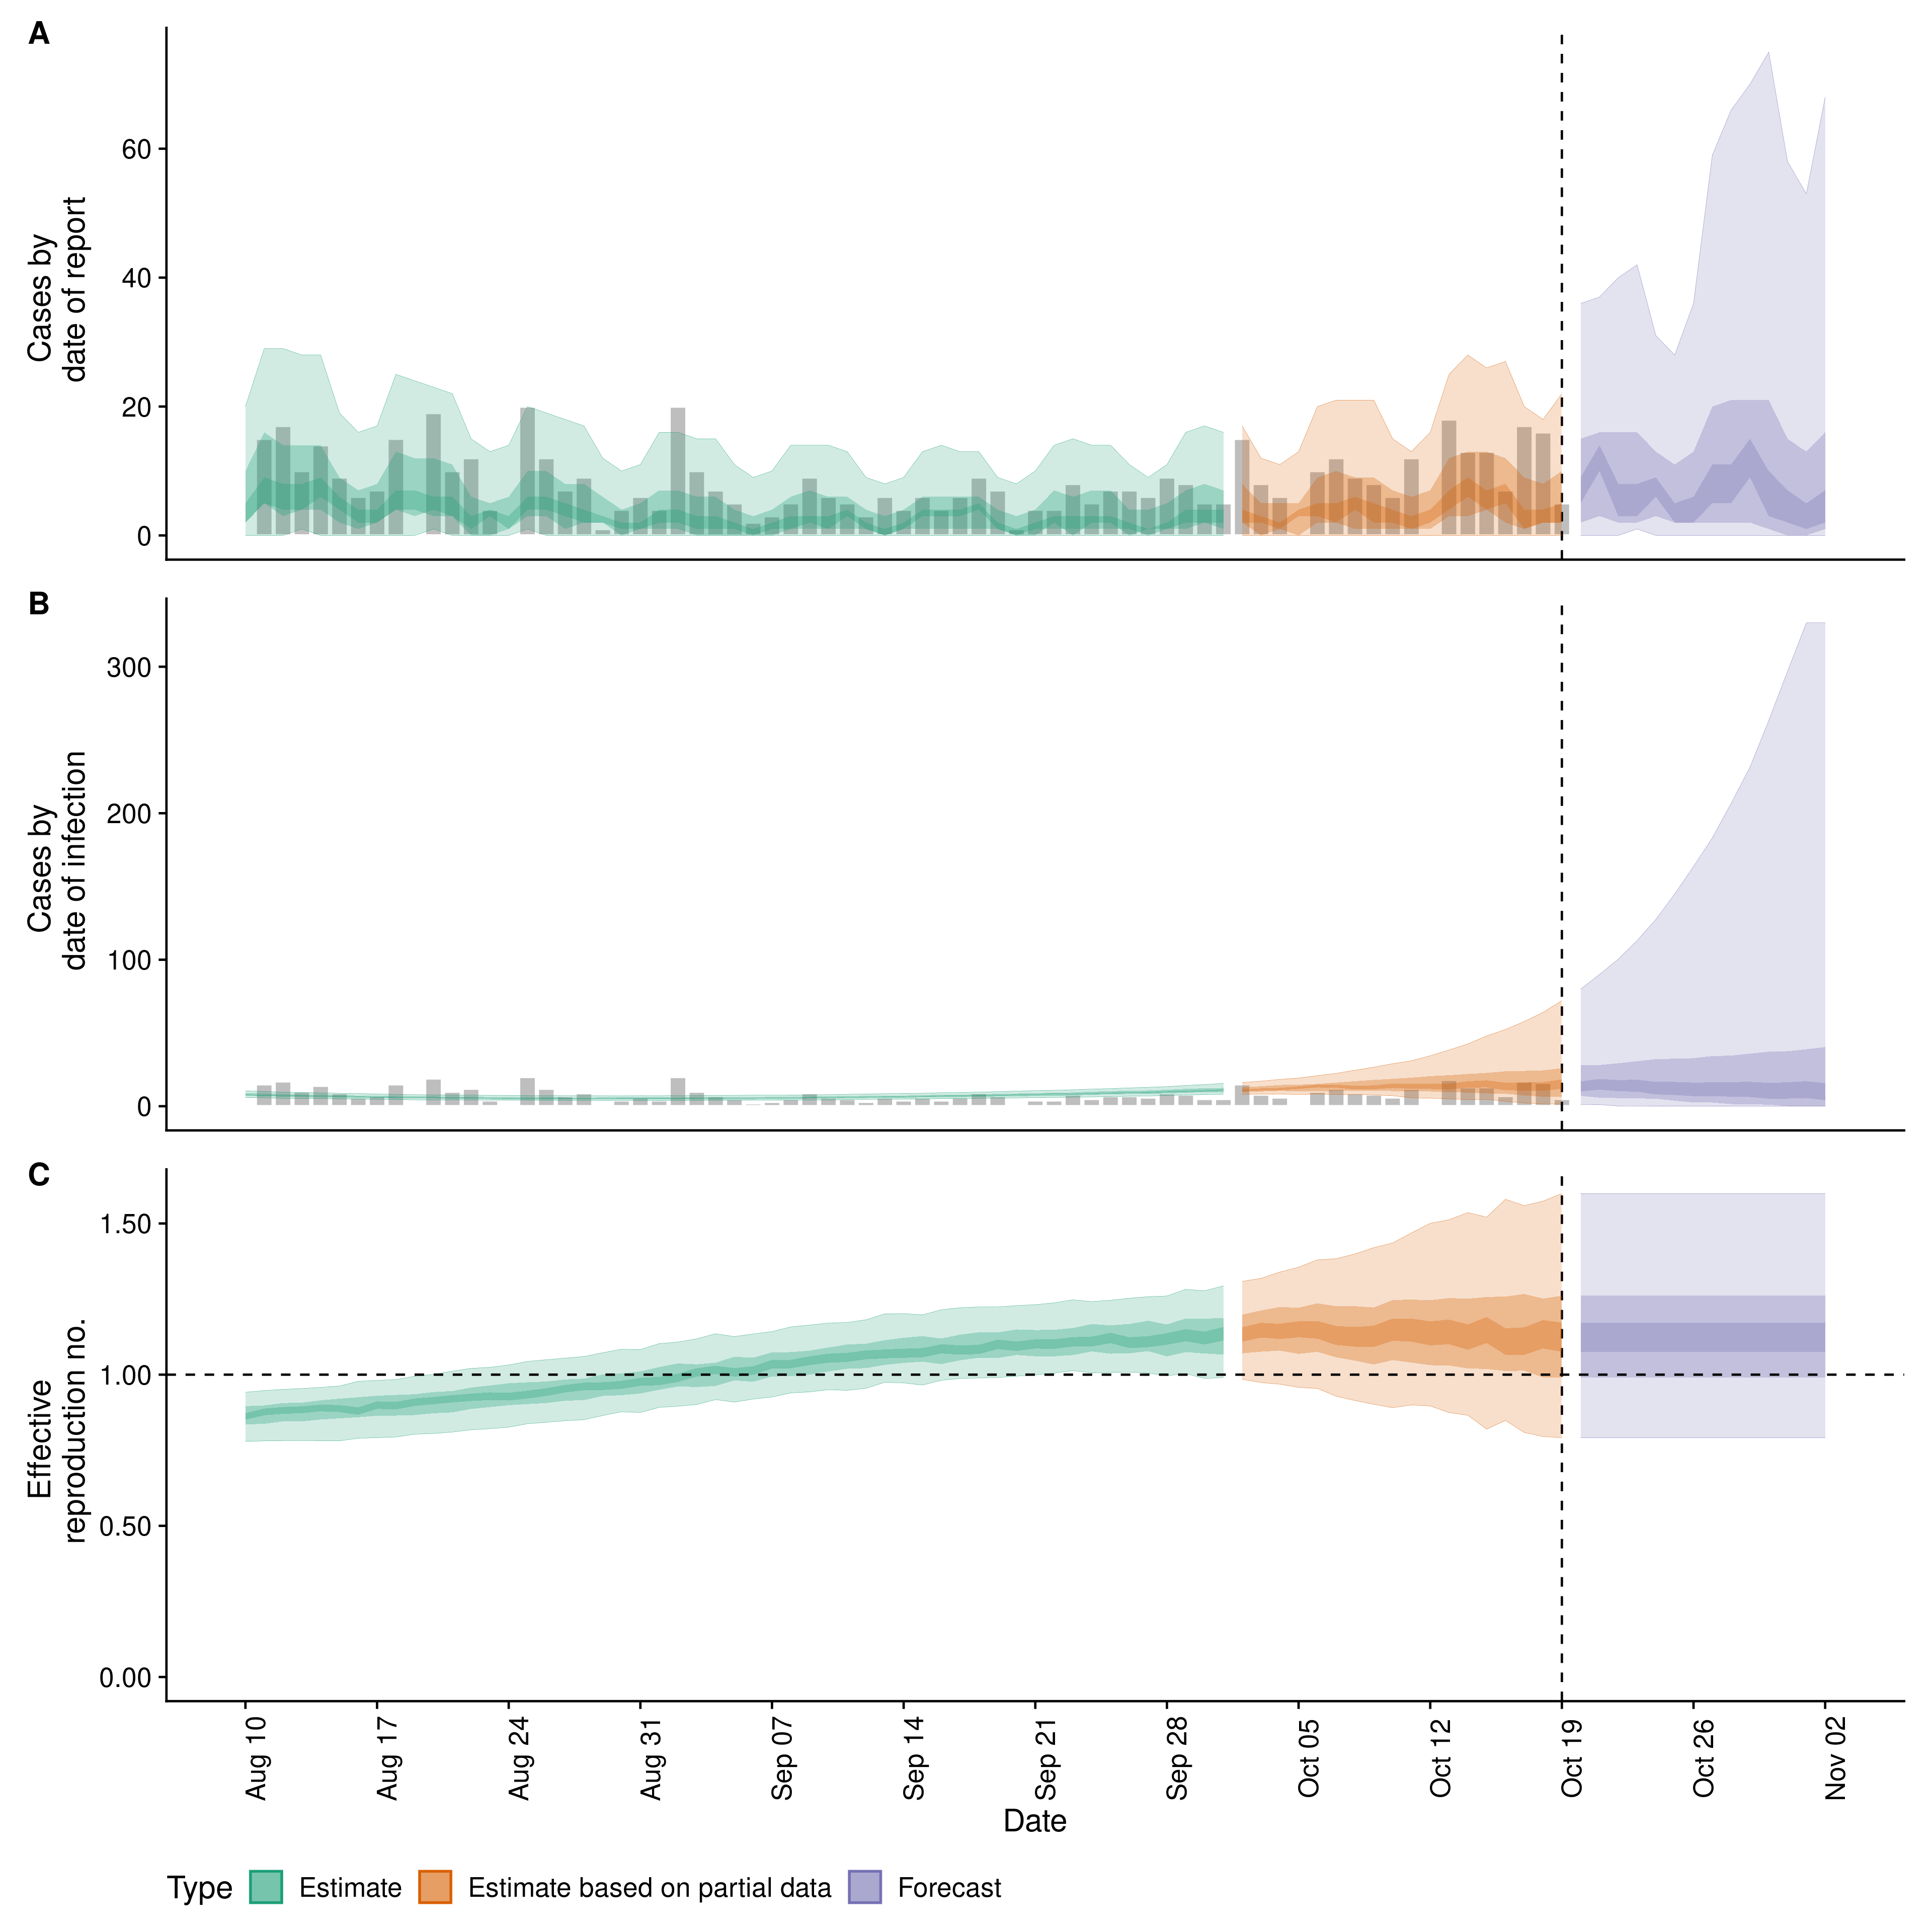 A
Cases by
date of report
60
40
20
0
B
Cases by
date of infection
300
200
100
0
C
Effective
reproduction no.
1.50
1.00
0.50
0.00
Aug 10
Aug 17
Aug 24
Aug 31
Sep 07
Sep 14
Sep 21
Sep 28
Oct 05
Oct 12
Oct 19
Oct 26
Nov 02
Date
Type Estimate Estimate based on partial data Forecast